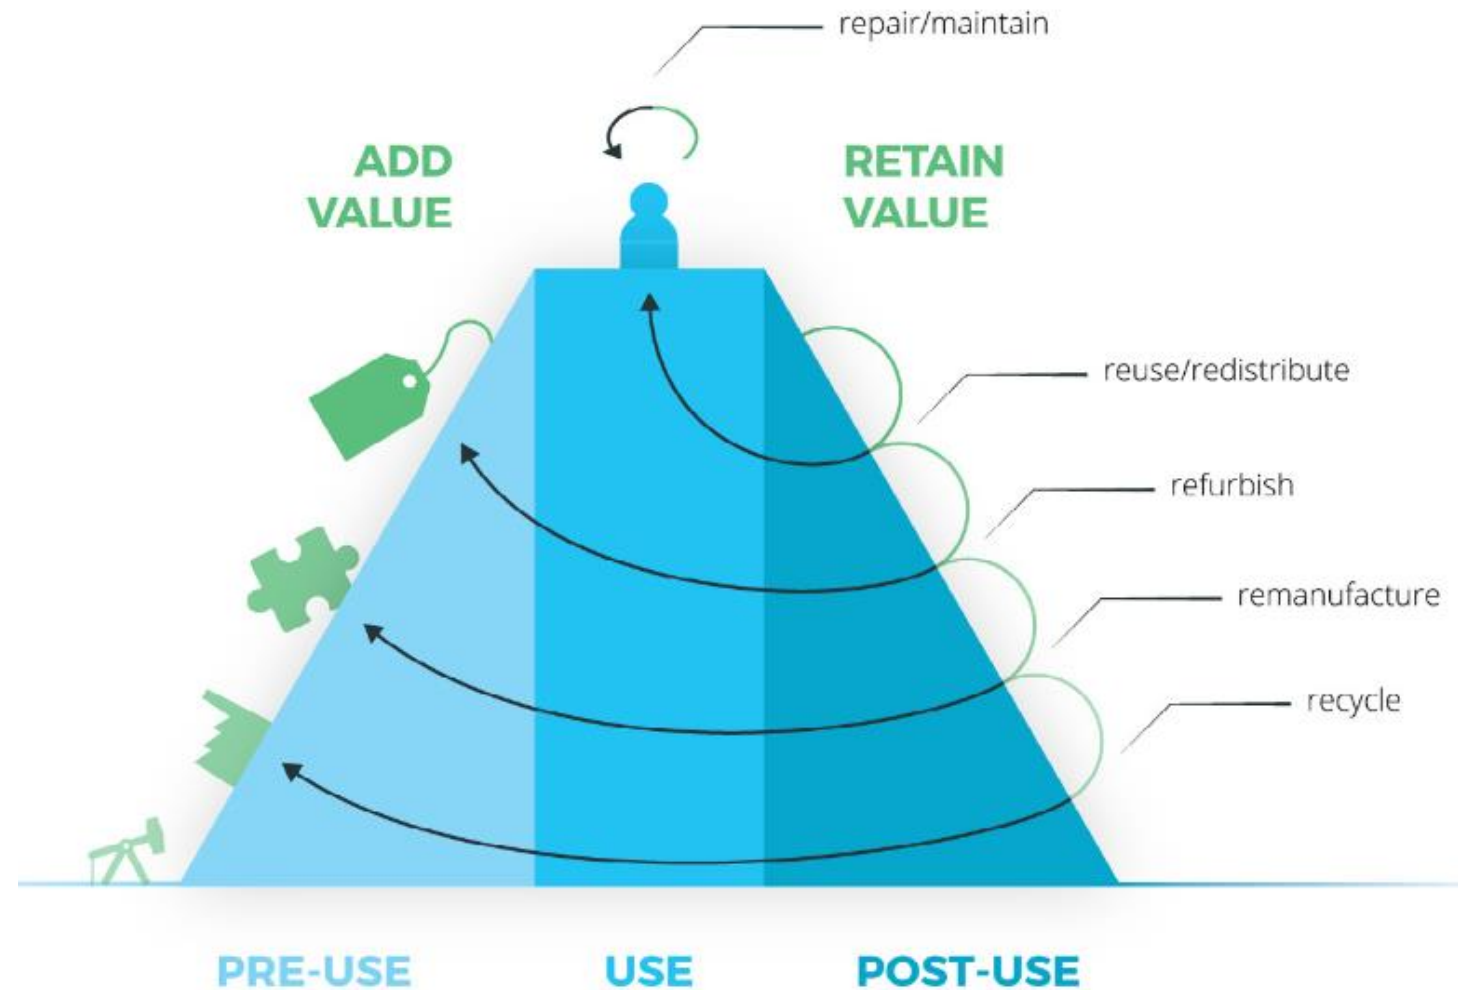 repair/maintain
ADD
VALUE
RETAIN
VALUE
reuse/redistribute
refurbish
remanufacture
recycle
PRE-USE
USE
POST-USE